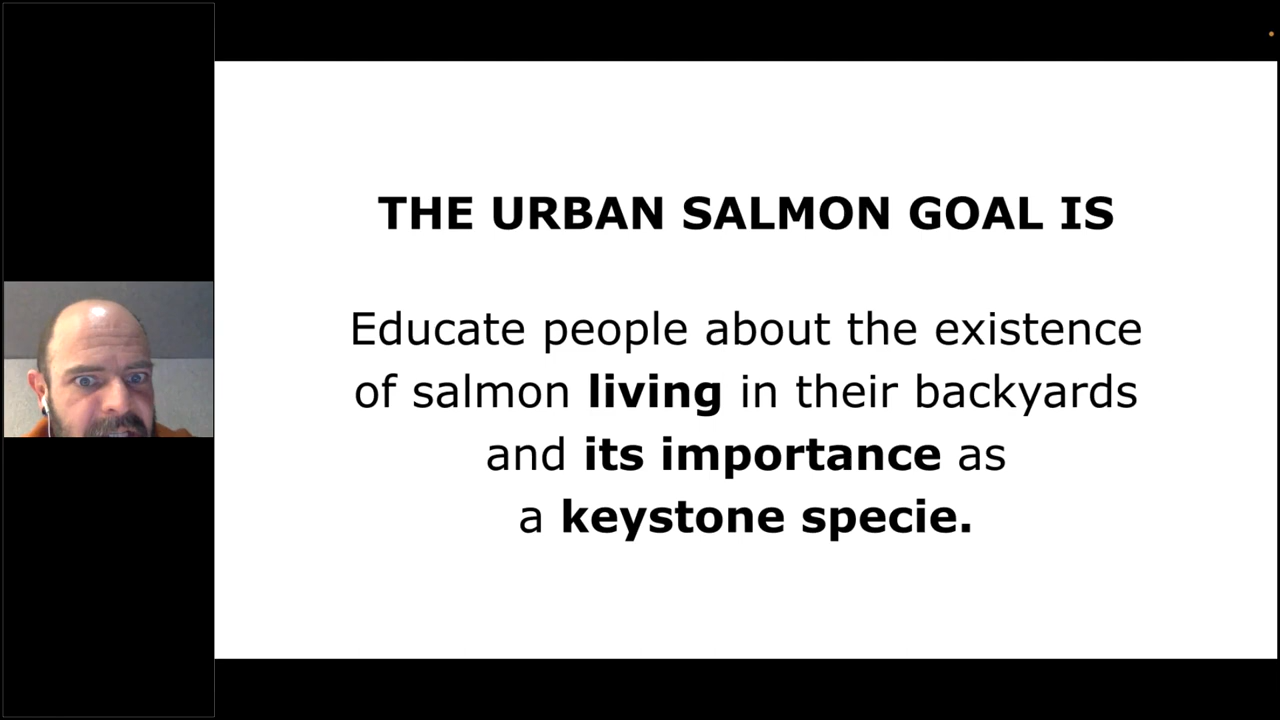 THE URBAN SALMON GOAL IS
Educate people about the existence
of salmon living in their backyards
and its importance as
a keystone specie.